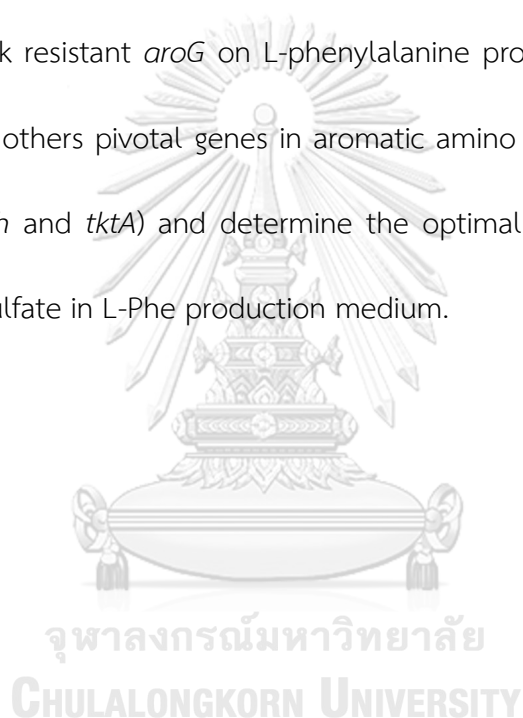 k resistant aroG on L-phenylalanine pro
others pivotal genes in aromatic amino
and tktA) and determine the optimal
ulfate in L-Phe production medium.
จุฬาลงกรณ์มหาวิทยาลัย
CHULALONGKORN UNIVERSITY